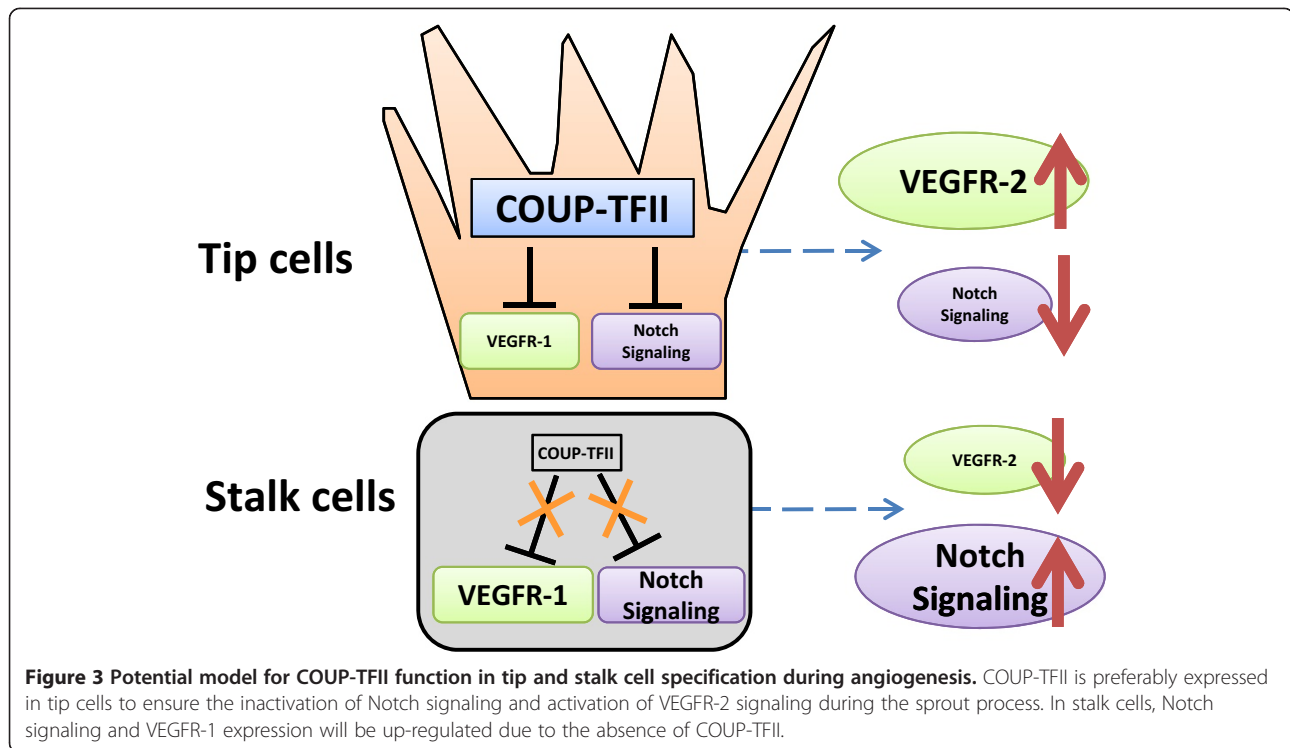 COUP-TFII
Tip cells
VEGFR-1
Notch
Signaling
VEGFR-2
Notch
Signaling
COUP-TFII
Stalk cells
VEGFR-1
Notch
Signaling
VEGFR-2
Notch
Signaling
Figure 3 Potential model for COUP-TFII function in tip and stalk cell specification during angiogenesis. COUP-TFII is preferably expressed
in tip cells to ensure the inactivation of Notch signaling and activation of VEGFR-2 signaling during the sprout process. In stalk cells, Notch
signaling and VEGFR-1 expression will be up-regulated due to the absence of COUP-TFII.